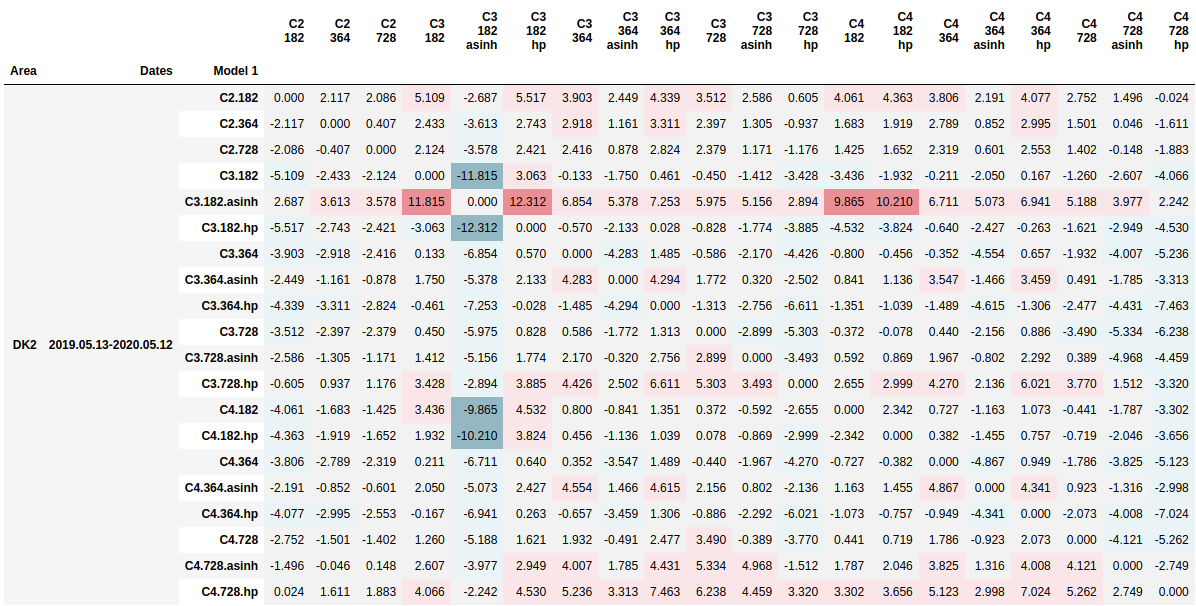 C2 C2 C2 C3 C3 C3 C3 C3 C3 C3 C3 C3 C4 C4 C4 C4 C4 C4 C4 C4
182 364 728 182 182 182 364 364 364 728 728 728 182 182 364 364 364 728 728 728
asinh hp asinh hp asinh hp hp asinh hp asinh hp
Area Dates Model 1
C2.182 0.000 2.117 2.086 5.109 -2.687 5.517 3.903 2.449 4.339 3.512 2.586 0.605 4.061 4.363 3.806 2.191 4.077 2.752 1.496 -0.024
C2.364 -2.117 0.000 0.407 2.433 -3.613 2.743 2.918 1.161 3.311 2.397 1.305 -0.937 1.683 1.919 2.789 0.852 2.995 1.501 0.046 -1.611
C2.728 -2.086 -0.407 0.000 2.124 -3.578 2.421 2.416 0.878 2.824 2.379 1.171 -1.176 1.425 1.652 2.319 0.601 2.553 1.402 -0.148 -1.883
C3.182 -5.109 -2.433 -2.124 0.000 -11.815 3.063 -0.133 -1.750 0.461 -0.450 -1.412 -3.428 -3.436 -1.932 -0.211 -2.050 0.167 -1.260 -2.607 -4.066
C3.182.asinh 2.687 3.613 3.578 11.815 0.000 12.312 6.854 5.378 7.253 5.975 5.156 2.894 9.865 10.210 6.711 5.073 6.941 5.188 3.977 2.242
C3.182.hp -5.517 -2.743 -2.421 -3.063 -12.312 0.000 -0.570 -2.133 0.028 -0.828 -1.774 -3.885 -4.532 -3.824 -0.640 -2.427 -0.263 -1.621 -2.949 -4.530
C3.364 -3.903 -2.918 -2.416 0.133 -6.854 0.570 0.000 -4.283 1.485 -0.586 -2.170 -4.426 -0.800 -0.456 -0.352 -4.554 0.657 -1.932 -4.007 -5.236
C3.364.asinh -2.449 -1.161 -0.878 1.750 -5.378 2.133 4.283 0.000 4.294 1.772 0.320 -2.502 0.841 1.136 3.547 -1.466 3.459 0.491 -1.785 -3.313
C3.364.hp -4.339 -3.311 -2.824 -0.461 -7.253 -0.028 -1.485 -4.294 0.000 -1.313 -2.756 -6.611 -1.351 -1.039 -1.489 -4.615 -1.306 -2.477 -4.431 -7.463
C3.728 -3.512 -2.397 -2.379 0.450 -5.975 0.828 0.586 -1.772 1.313 0.000 -2.899 -5.303 -0.372 -0.078 0.440 -2.156 0.886 -3.490 -5.334 -6.238
DK2 2019.05.13-2020.05.12
C3.728.asinh -2.586 -1.305 -1.171 1.412 -5.156 1.774 2.170 -0.320 2.756 2.899 0.000 -3.493 0.592 0.869 1.967 -0.802 2.292 0.389 -4.968 -4.459
C3.728.hp -0.605 0.937 1.176 3.428 -2.894 3.885 4.426 2.502 6.611 5.303 3.493 0.000 2.655 2.999 4.270 2.136 6.021 3.770 1.512 -3.320
C4.182 -4.061 -1.683 -1.425 3.436 -9.865 4.532 0.800 -0.841 1.351 0.372 -0.592 -2.655 0.000 2.342 0.727 -1.163 1.073 -0.441 -1.787 -3.302
C4.182.hp -4.363 -1.919 -1.652 1.932 -10.210 3.824 0.456 -1.136 1.039 0.078 -0.869 -2.999 -2.342 0.000 0.382 -1.455 0.757 -0.719 -2.046 -3.656
C4.364 -3.806 -2.789 -2.319 0.211 -6.711 0.640 0.352 -3.547 1.489 -0.440 -1.967 -4.270 -0.727 -0.382 0.000 -4.867 0.949 -1.786 -3.825 -5.123
C4.364.asinh -2.191 -0.852 -0.601 2.050 -5.073 2.427 4.554 1.466 4.615 2.156 0.802 -2.136 1.163 1.455 4.867 0.000 4.341 0.923 -1.316 -2.998
C4.364.hp -4.077 -2.995 -2.553 -0.167 -6.941 0.263 -0.657 -3.459 1.306 -0.886 -2.292 -6.021 -1.073 -0.757 -0.949 -4.341 0.000 -2.073 -4.008 -7.024
C4.728 -2.752 -1.501 -1.402 1.260 -5.188 1.621 1.932 -0.491 2.477 3.490 -0.389 -3.770 0.441 0.719 1.786 -0.923 2.073 0.000 -4.121 -5.262
C4.728.asinh -1.496 -0.046 0.148 2.607 -3.977 2.949 4.007 1.785 4.431 5.334 4.968 -1.512 1.787 2.046 3.825 1.316 4.008 4.121 0.000 -2.749
C4.728.hp 0.024 1.611 1.883 4.066 -2.242 4.530 5.236 3.313 7.463 6.238 4.459 3.320 3.302 3.656 5.123 2.998 7.024 5.262 2.749 0.000